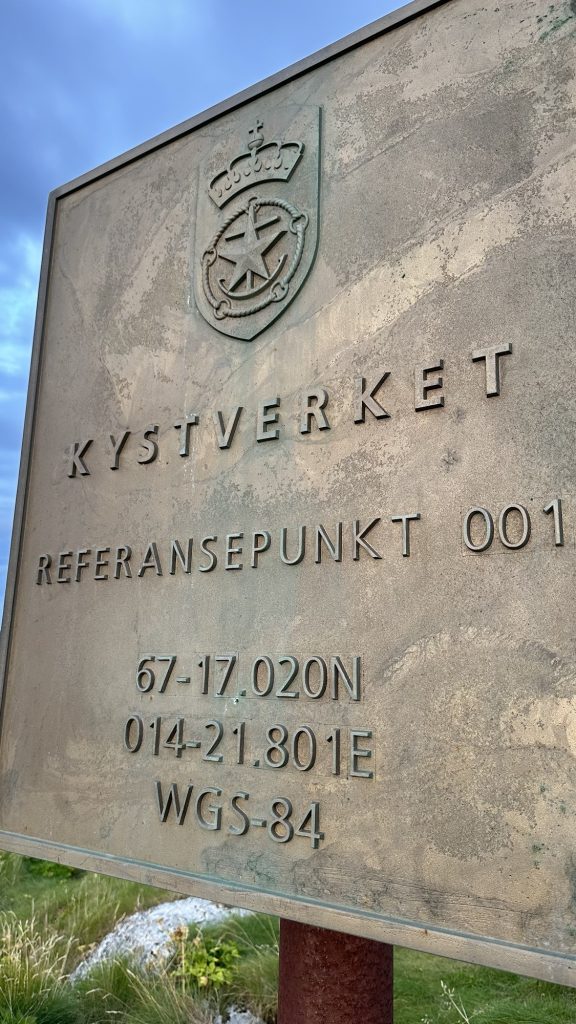 KYSTVERKET
REFERANSEPUNKT 001
67-17.020N
014-21.801E
WGS-84